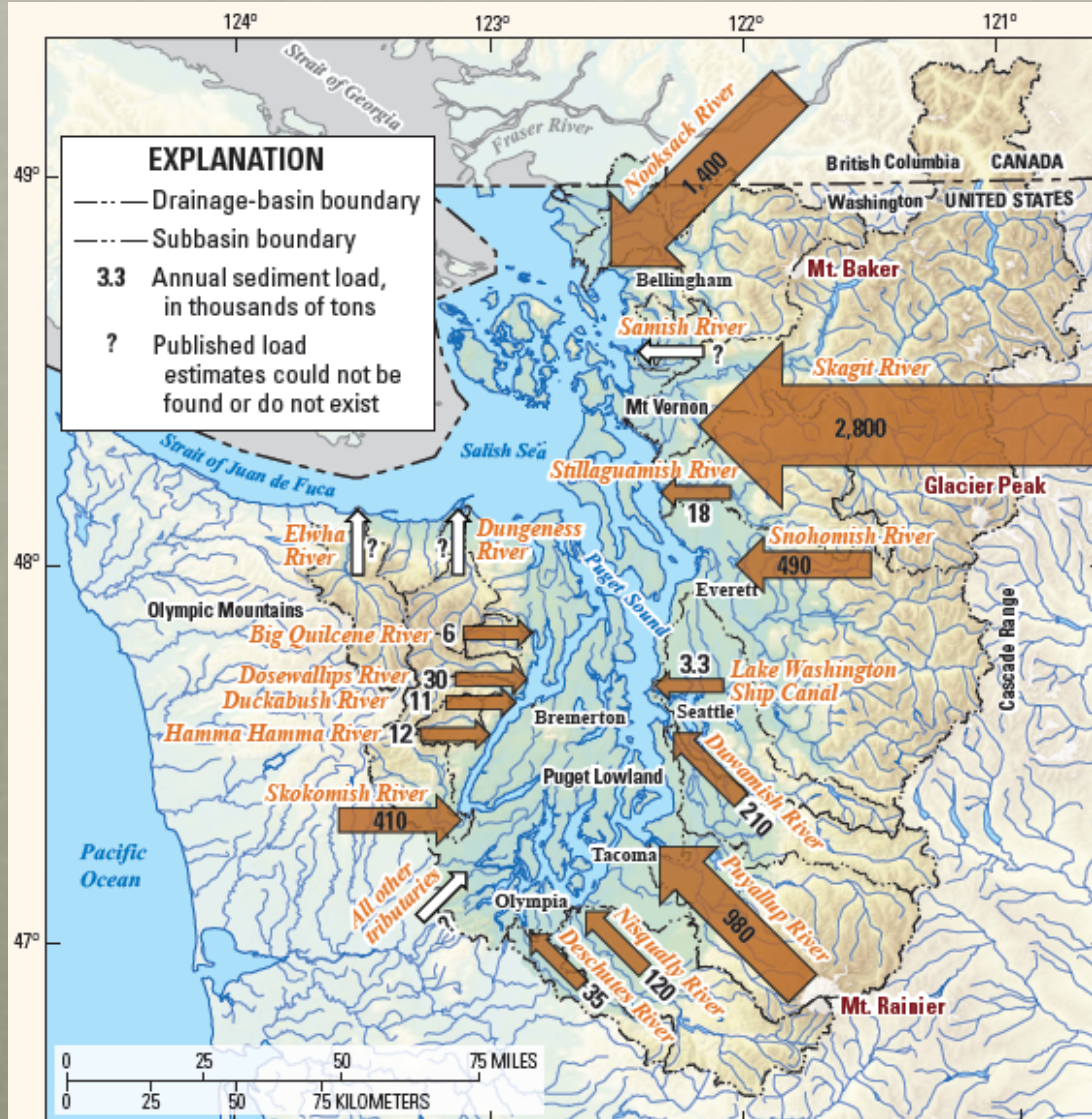 124°
123°
122°
121°
Strait of Georgia
Fraser River
Nooksack River
1,400
49°
EXPLANATION
Drainage-basin boundary
Subbasin boundary
3.3 Annual sediment load,
in thousands of tons
? Published load
estimates could not be
found or do not exist
British Columbia CANADA
Washington UNITED STATES
Mt. Baker
Bellingham
Samish River
?
Skagit River
Mt Vernon
2,800
Strait of Juan de Fuca
Salish Sea
Stillaguamish River
18
Glacier Peak
Elwha
River
?
Dungeness
River
?
Snohomish River
490
48°
Everett
Puget Sound
Olympic Mountains
Big Quilcene River
6
Cascade Range
Dosewallips River
30
3.3
Lake Washington
Ship Canal
Duckabush River
11
Bremerton
Seattle
Hamma Hamma River
12
Duwamish River
210
Puget Lowland
Skokomish River
410
Pacific
Ocean
Tacoma
Puyallup River
980
All other
tributaries
?
Olympia
Nisqually River
120
47°
Deschutes River
35
Mt. Rainier
0 25 50 75 MILES
0 25 50 75 KILOMETERS